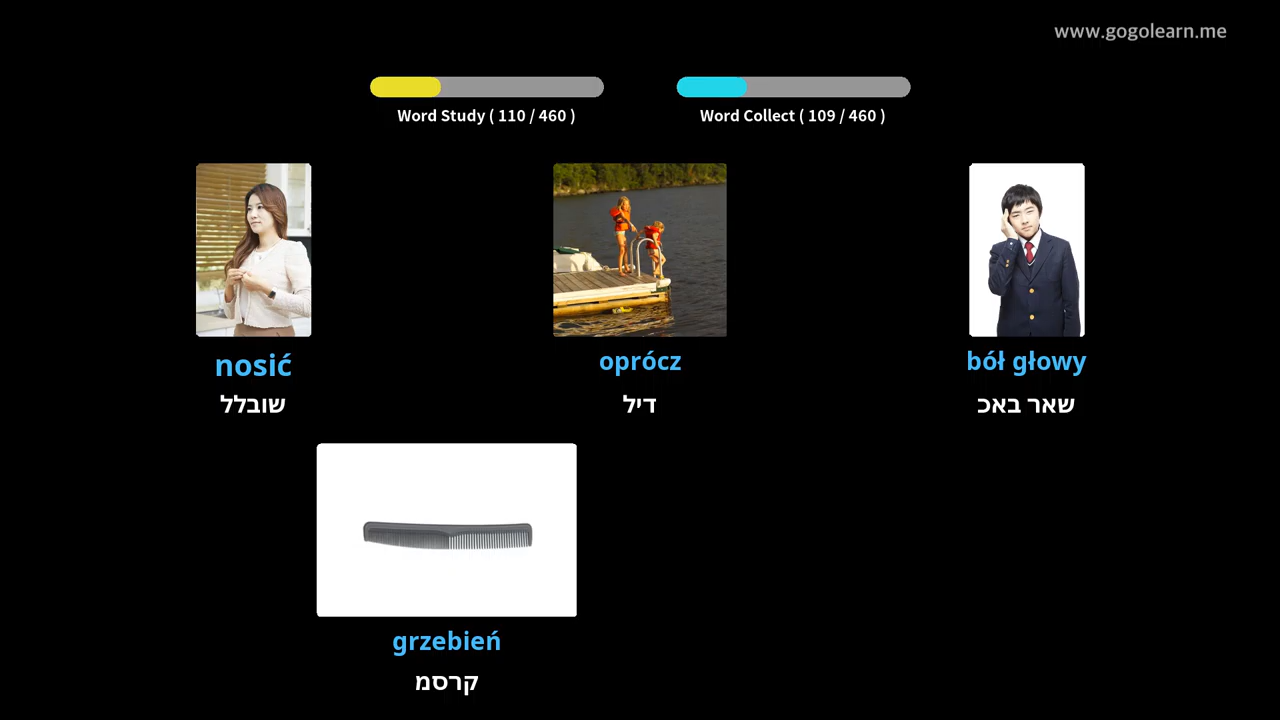 www.gogolearn.me
Word Study ( 110 / 460 )
Word Collect ( 109 / 460 )
nosić
שובלל
oprócz
דיל
ból głowy
שאר באכ
grzebień
קרסמ